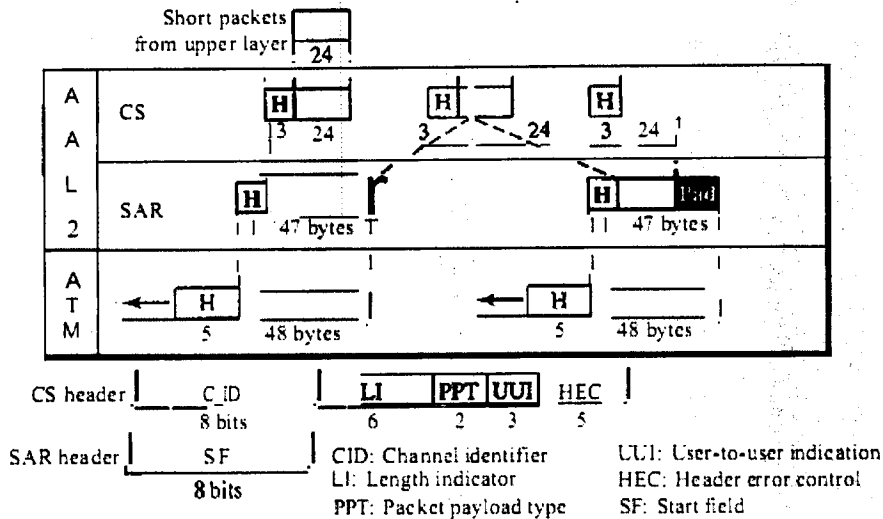 Short packets
from upper layer
24
A A L 2
CS
H
3 24
H
3 24
H
3 24
SAR
H
47 bytes
H Pad
1 47 bytes
A T M
H
5 48 bytes
H
5 48 bytes
CS header C_ID LI PPT UUI HEC
8 bits 6 2 3 5
SAR header SF
8 bits
CID: Channel identifier
LI: Length indicator
PPT: Packet payload type
UUI: User-to-user indication
HEC: Header error control
SF: Start field